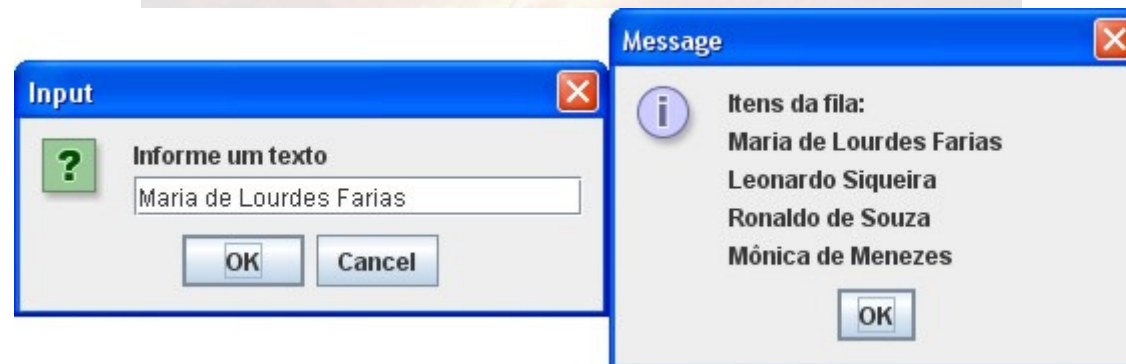 Input
Informe um texto
Maria de Lourdes Farias
OK Cancel
Message
Itens da fila:
Maria de Lourdes Farias
Leonardo Siqueira
Ronaldo de Souza
Mônica de Menezes
OK